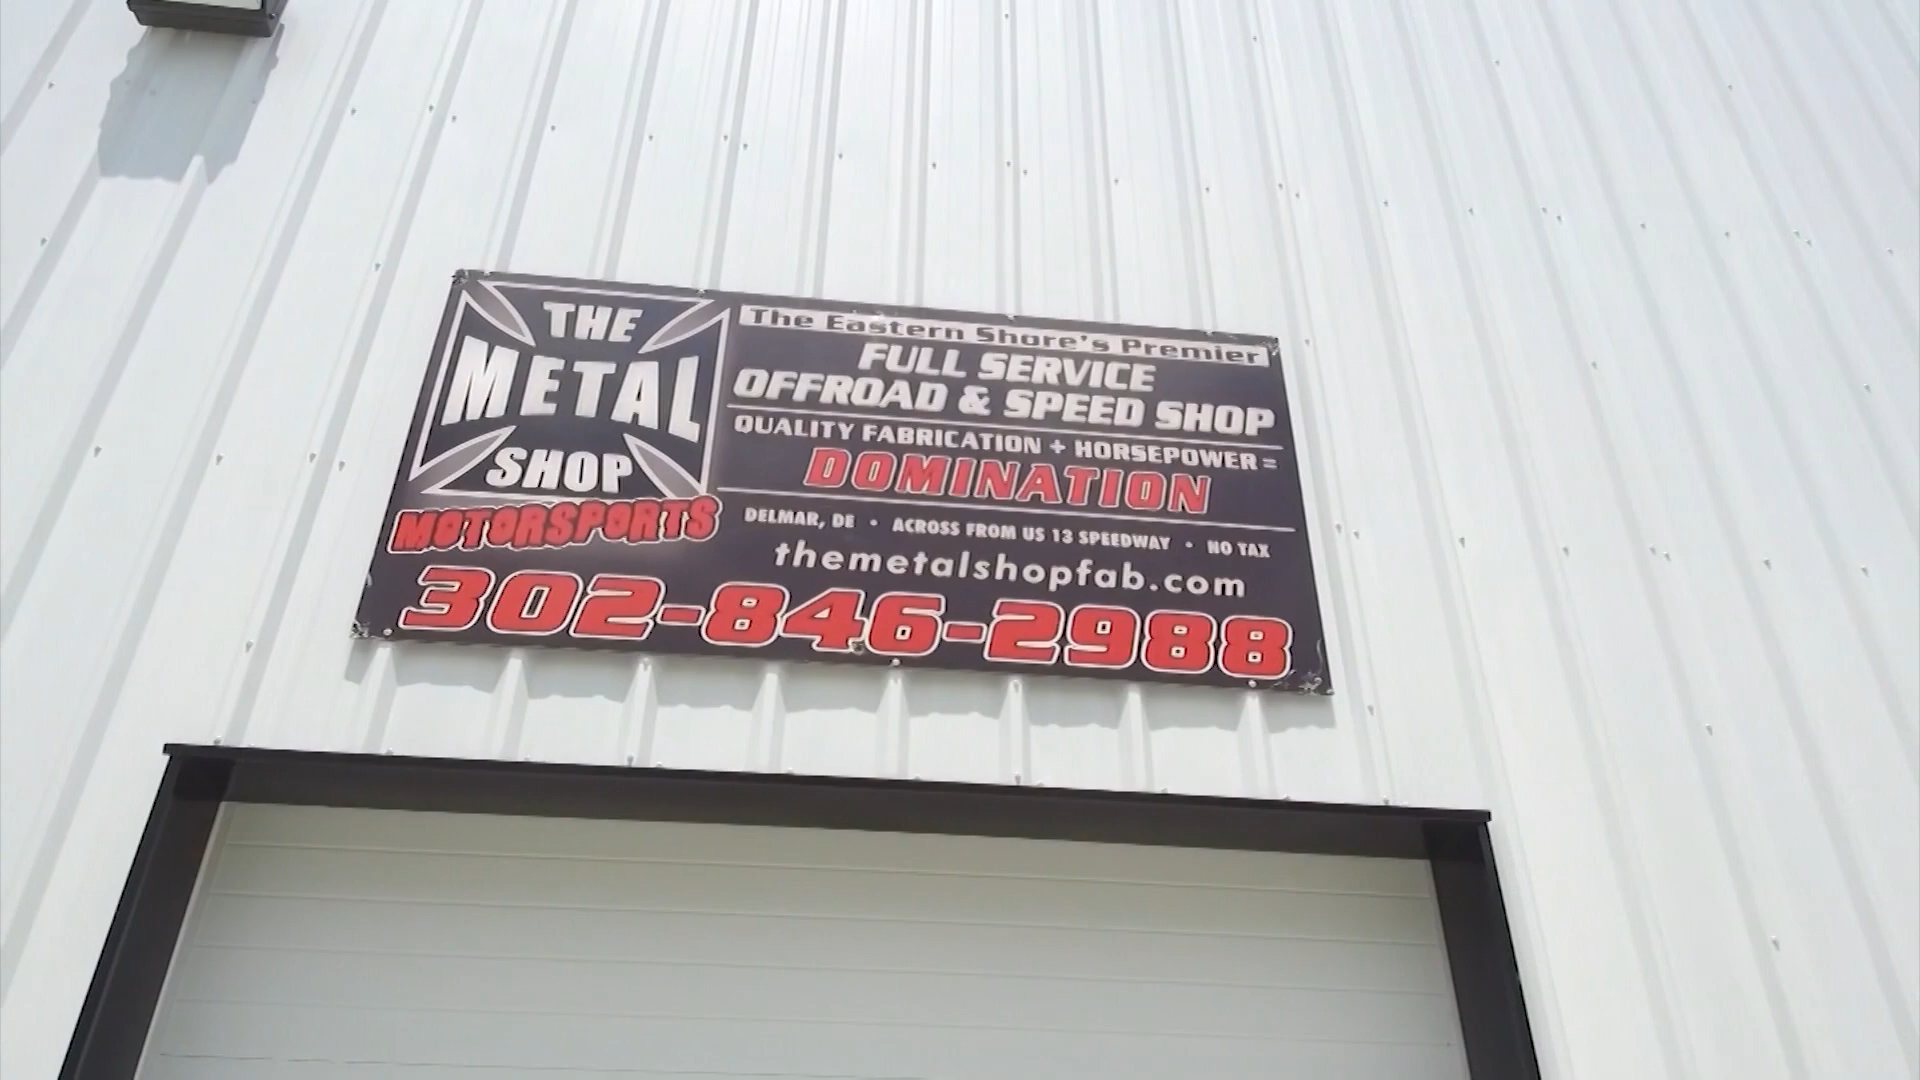 THE
METAL
SHOP
MOTORSPORTS
The Eastern Shore's Premier
FULL SERVICE
OFFROAD & SPEED SHOP
QUALITY FABRICATION + HORSEPOWER =
DOMINATION
DELMAR, DE • ACROSS FROM US 13 SPEEDWAY • NO TAX
themetalshopfab.com
302-846-2988